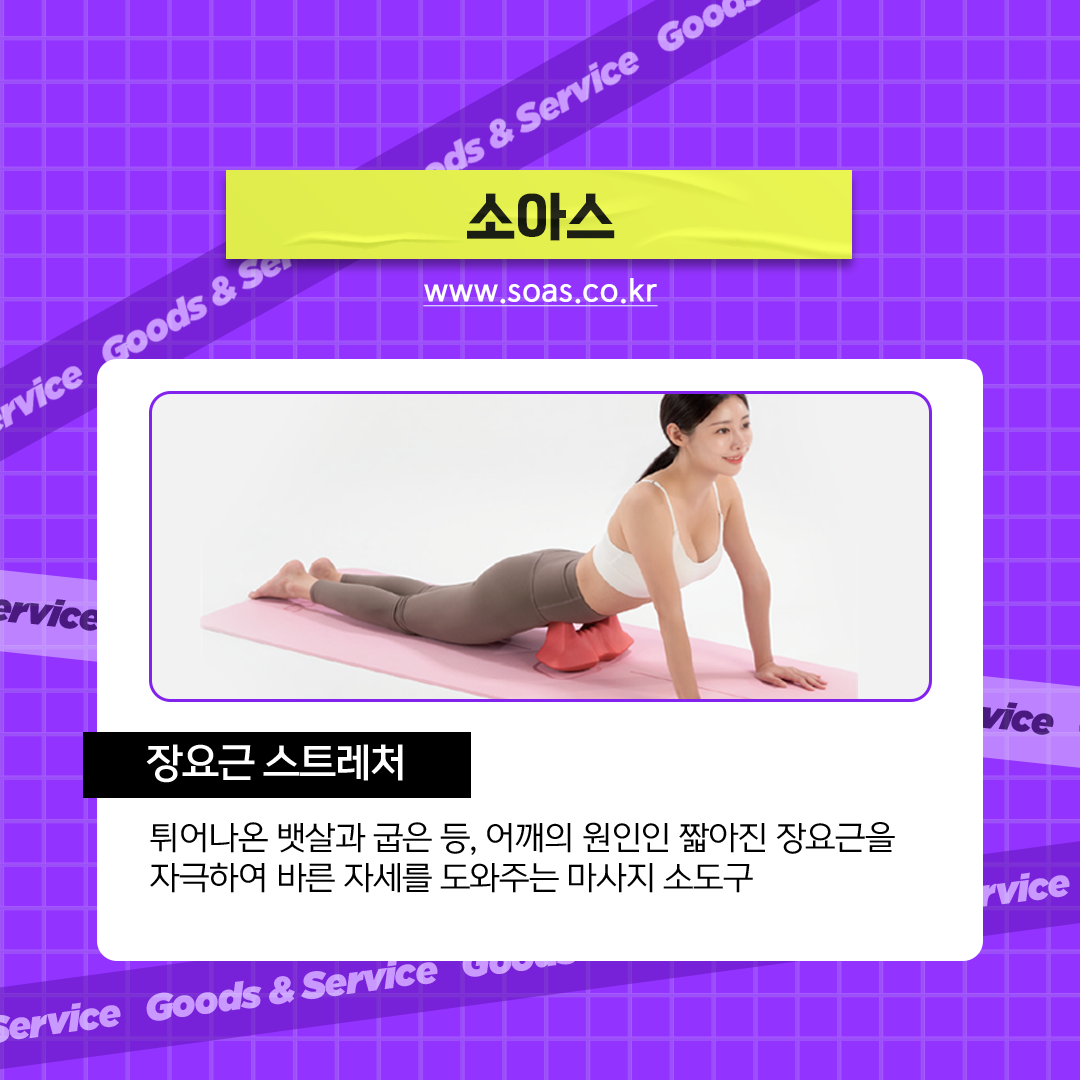 Goods
ods & Service
소아스
www.soas.co.kr
Goods & Ser
ervice
ervice
vice
장요근 스트레처
튀어나온 뱃살과 굽은 등, 어깨의 원인인 짧아진 장요근을
자극하여 바른 자세를 도와주는 마사지 소도구
rvice
Service
Goods & Service
Goods